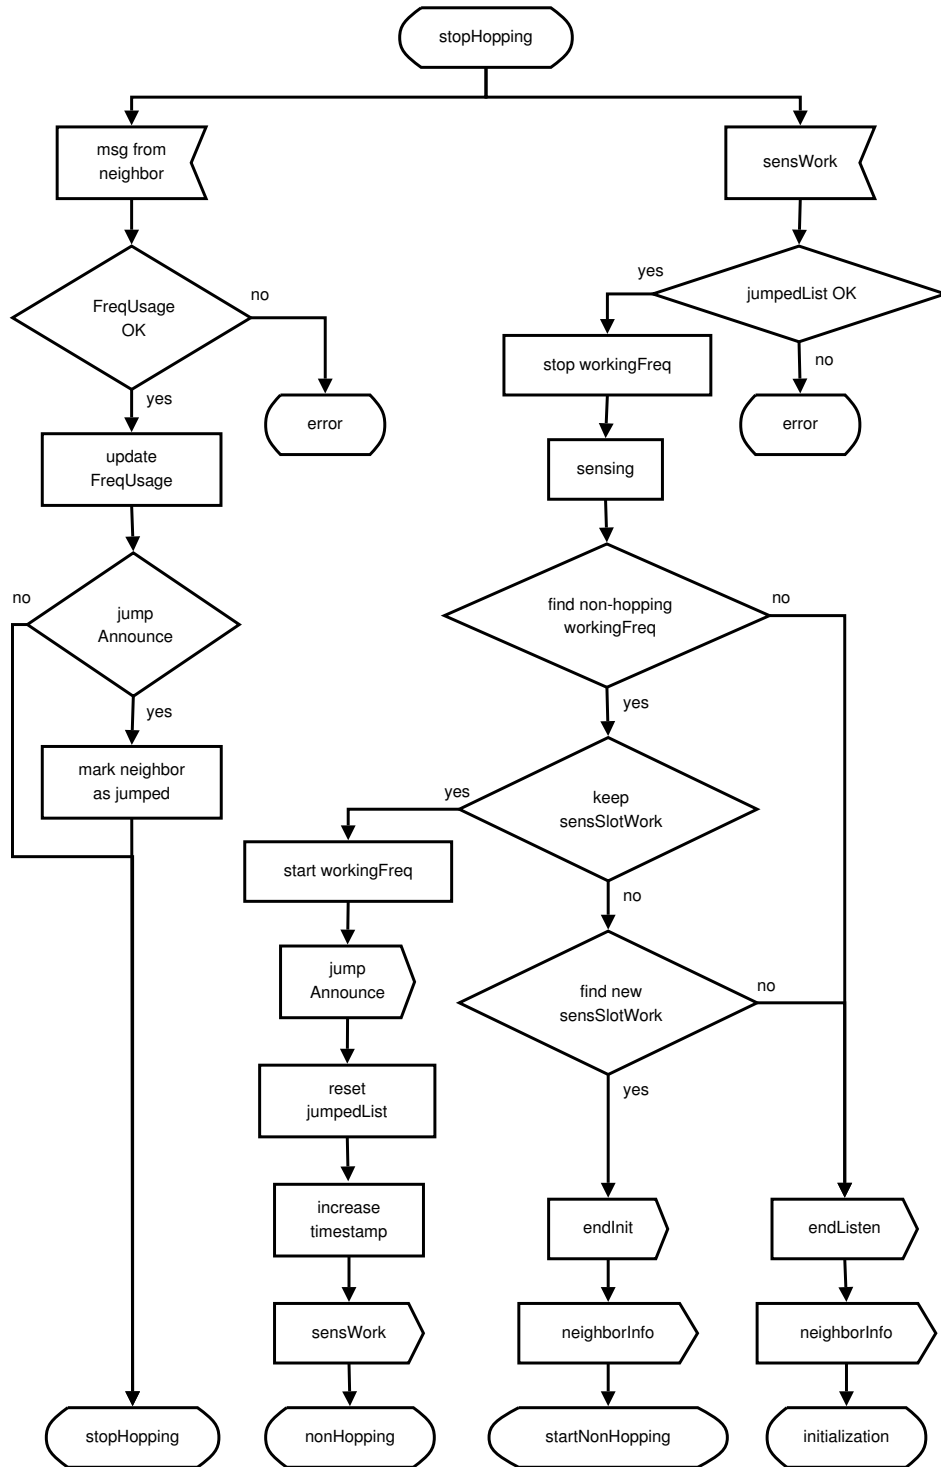 stopHopping
msg from
neighbor
sensWork
FreqUsage
OK
no
yes
jumpedList OK
no
yes
stop workingFreq
error
error
update
FreqUsage
sensing
no
jump
Announce
yes
find non-hopping
workingFreq
no
yes
mark neighbor
as jumped
yes
keep
sensSlotWork
no
start workingFreq
jump
Announce
find new
sensSlotWork
no
yes
reset
jumpedList
increase
timestamp
endInit
endListen
sensWork
neighborInfo
neighborInfo
stopHopping
nonHopping
startNonHopping
initialization